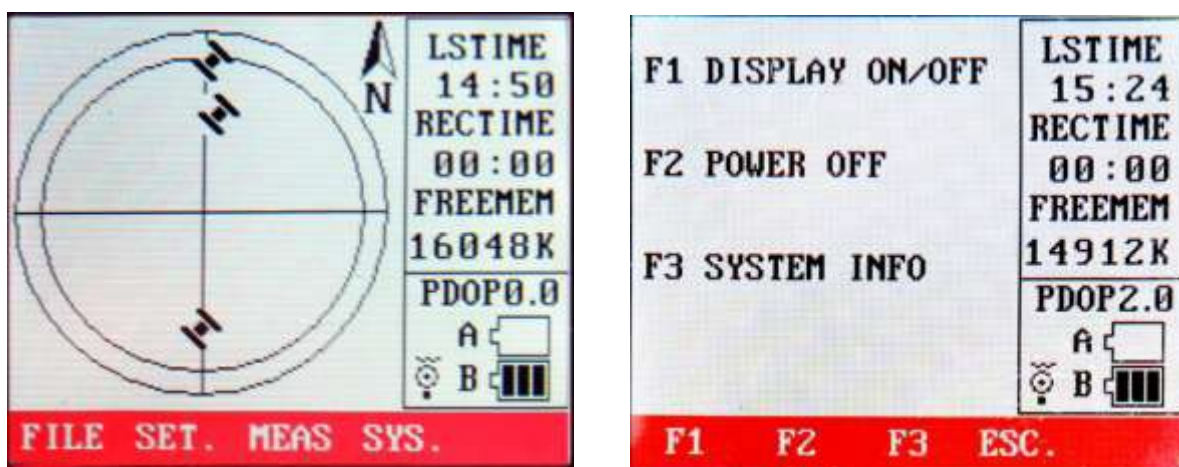 N
LSTIME
14:50
RECTIME
00:00
FREEMEM
16048K
PDOP0.0
A
B
FILE SET. MEAS SYS.
F1 DISPLAY ON/OFF
F2 POWER OFF
F3 SYSTEM INFO
LSTIME
15:24
RECTIME
00:00
FREEMEM
14912K
PDOP2.0
A
B
F1 F2 F3 ESC.